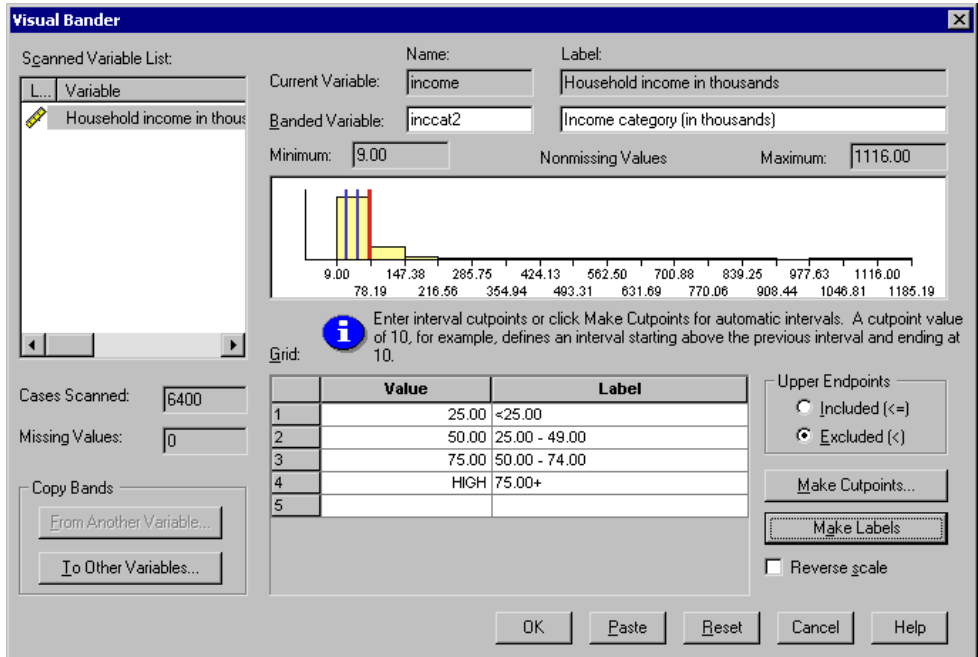 Visual Bander
Scanned Variable List:
L... Variable
Household income in thous
Cases Scanned: 6400
Missing Values: 0
Copy Bands
From Another Variable...
To Other Variables...
Name: Label:
Current Variable: income Household income in thousands
Banded Variable: inccat2 Income category (in thousands)
Minimum: 9.00 Nonmissing Values Maximum: 1116.00
9.00 147.38 285.75 424.13 562.50 700.88 839.25 977.63 1116.00
78.19 216.56 354.94 493.31 631.69 770.06 908.44 1046.81 1185.19
Enter interval cutpoints or click Make Cutpoints for automatic intervals. A cutpoint value
of 10, for example, defines an interval starting above the previous interval and ending at
10.
Grid:
Value Label
1 25.00 <25.00
2 50.00 25.00 - 49.00
3 75.00 50.00 - 74.00
4 HIGH 75.00+
5
Upper Endpoints
Included (<=)
Excluded (<)
Make Cutpoints...
Make Labels
Reverse scale
OK Paste Reset Cancel Help